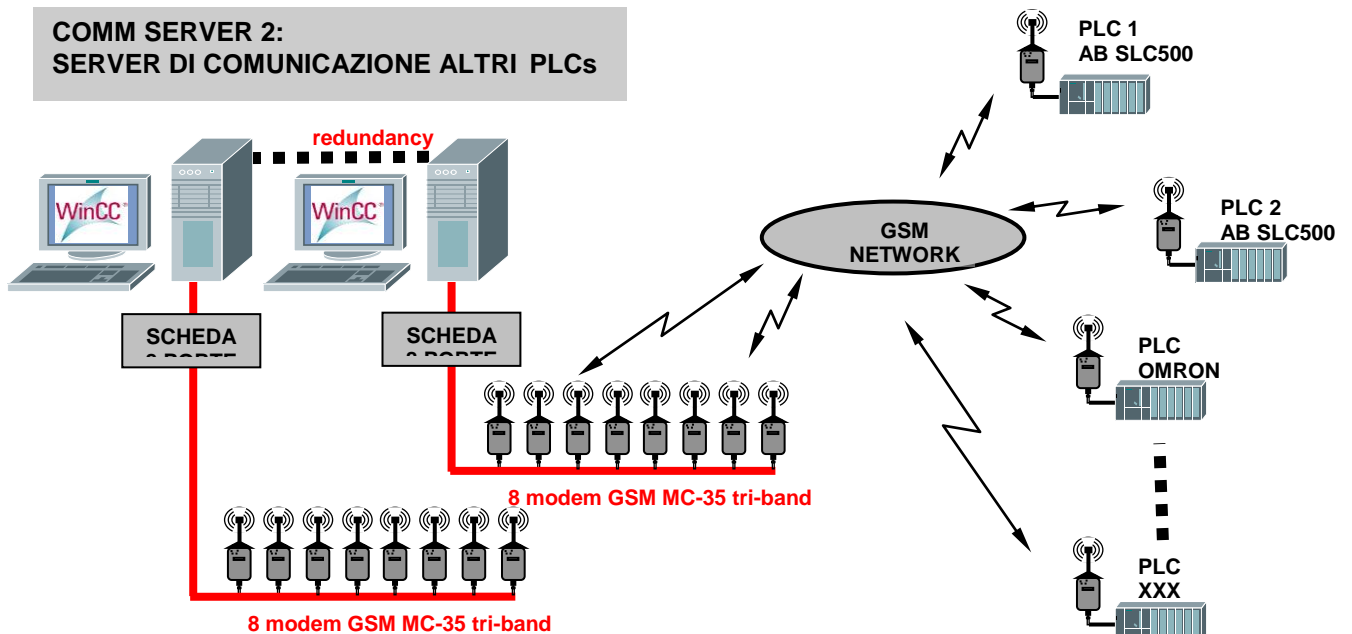 COMM SERVER 2:
SERVER DI COMUNICAZIONE ALTRI PLCs
redundancy
WinCC
WinCC
SCHEDA
SCHEDA
8 modem GSM MC-35 tri-band
8 modem GSM MC-35 tri-band
GSM
NETWORK
PLC 1
AB SLC500
PLC 2
AB SLC500
PLC
OMRON
PLC
XXX